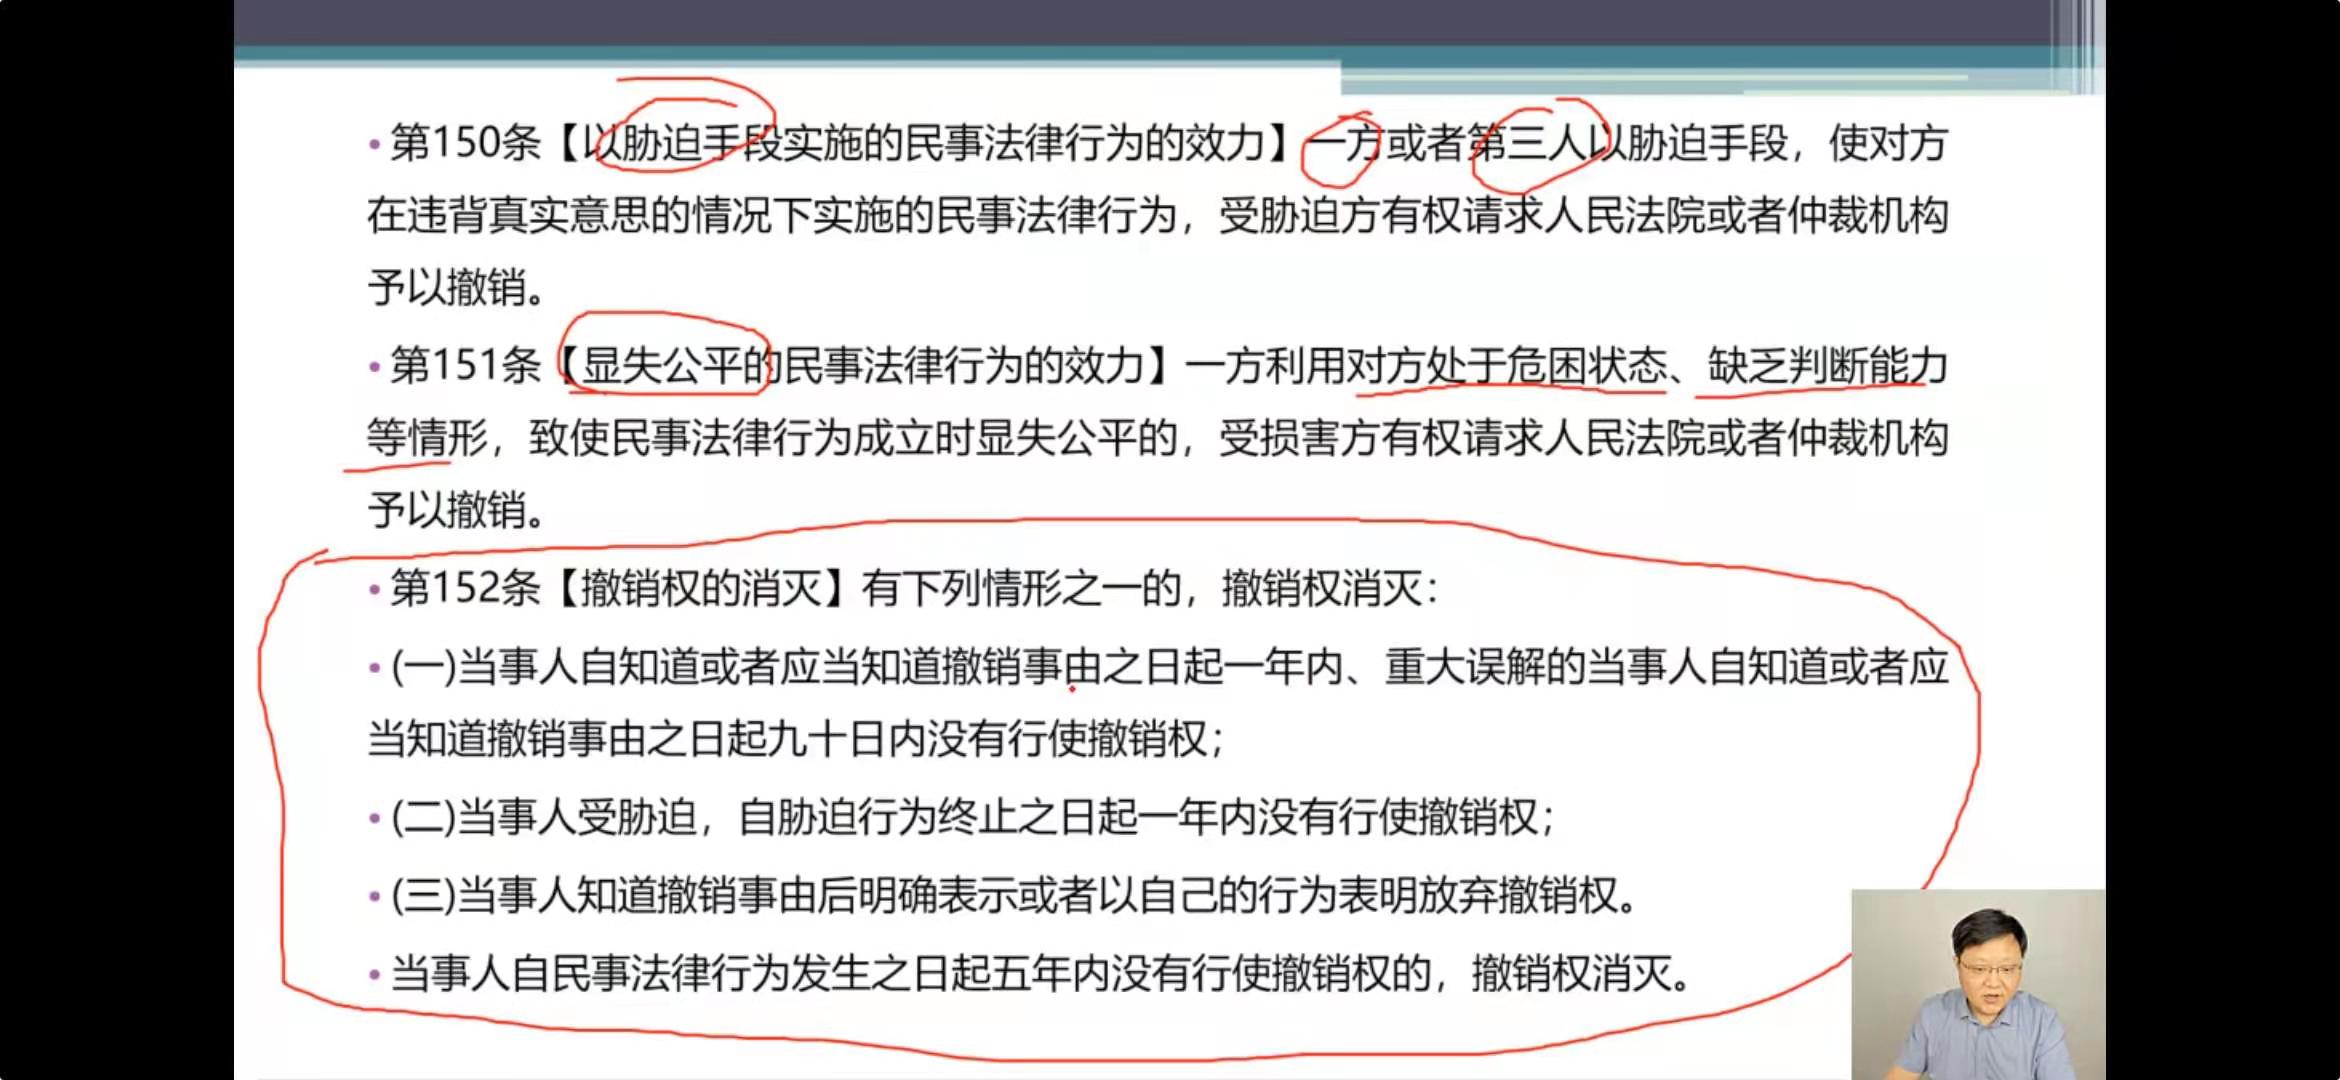 •第150条【以胁迫手段实施的民事法律行为的效力】一方或者第三人以胁迫手段，使对方
在违背真实意思的情况下实施的民事法律行为，受胁迫方有权请求人民法院或者仲裁机构
予以撤销。
•第151条【显失公平的民事法律行为的效力】一方利用对方处于危困状态、缺乏判断能力
等情形，致使民事法律行为成立时显失公平的，受损害方有权请求人民法院或者仲裁机构
予以撤销。
•第152条【撤销权的消灭】有下列情形之一的，撤销权消灭：
•(一)当事人自知道或者应当知道撤销事由之日起一年内、重大误解的当事人自知道或者应
当知道撤销事由之日起九十日内没有行使撤销权；
•(二)当事人受胁迫，自胁迫行为终止之日起一年内没有行使撤销权；
•(三)当事人知道撤销事由后明确表示或者以自己的行为表明放弃撤销权。
•当事人自民事法律行为发生之日起五年内没有行使撤销权的，撤销权消灭。